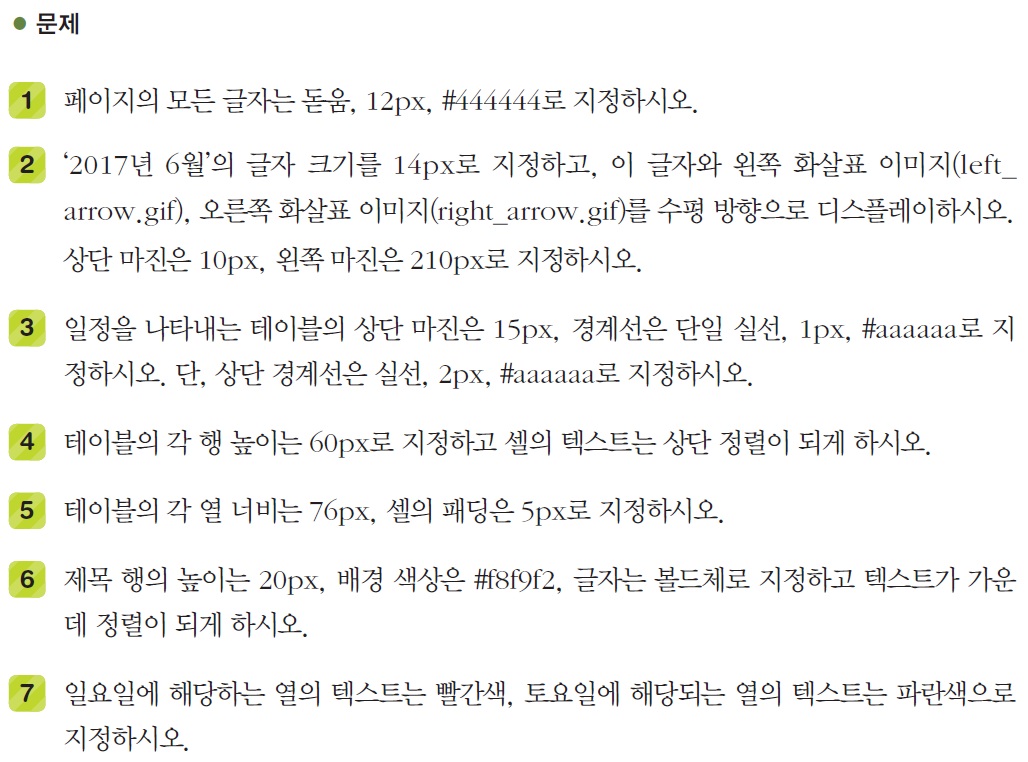 • 문제
1 페이지의 모든 글자는 돋움, 12px, #444444로 지정하시오.
2 ‘2017년 6월’의 글자 크기를 14px로 지정하고, 이 글자와 왼쪽 화살표 이미지(left_
arrow.gif), 오른쪽 화살표 이미지(right_arrow.gif)를 수평 방향으로 디스플레이하시오.
상단 마진은 10px, 왼쪽 마진은 210px로 지정하시오.
3 일정을 나타내는 테이블의 상단 마진은 15px, 경계선은 단일 실선, 1px, #aaaaaa로 지
정하시오. 단, 상단 경계선은 실선, 2px, #aaaaaa로 지정하시오.
4 테이블의 각 행 높이는 60px로 지정하고 셀의 텍스트는 상단 정렬이 되게 하시오.
5 테이블의 각 열 너비는 76px, 셀의 패딩은 5px로 지정하시오.
6 제목 행의 높이는 20px, 배경 색상은 #f8f9f2, 글자는 볼드체로 지정하고 텍스트가 가운
데 정렬이 되게 하시오.
7 일요일에 해당하는 열의 텍스트는 빨간색, 토요일에 해당되는 열의 텍스트는 파란색으로
지정하시오.